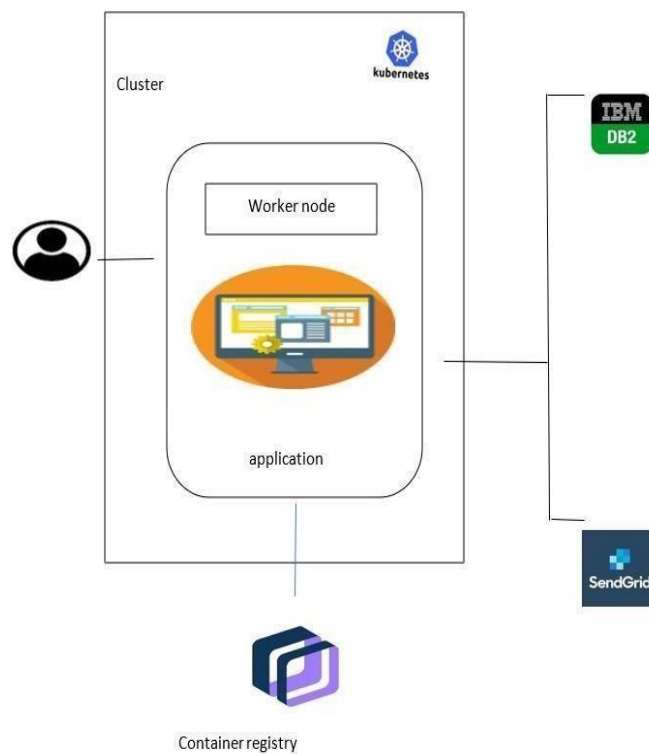 kubernetes
Cluster
IBM
DB2
Worker node
application
SendGrid
Container registry